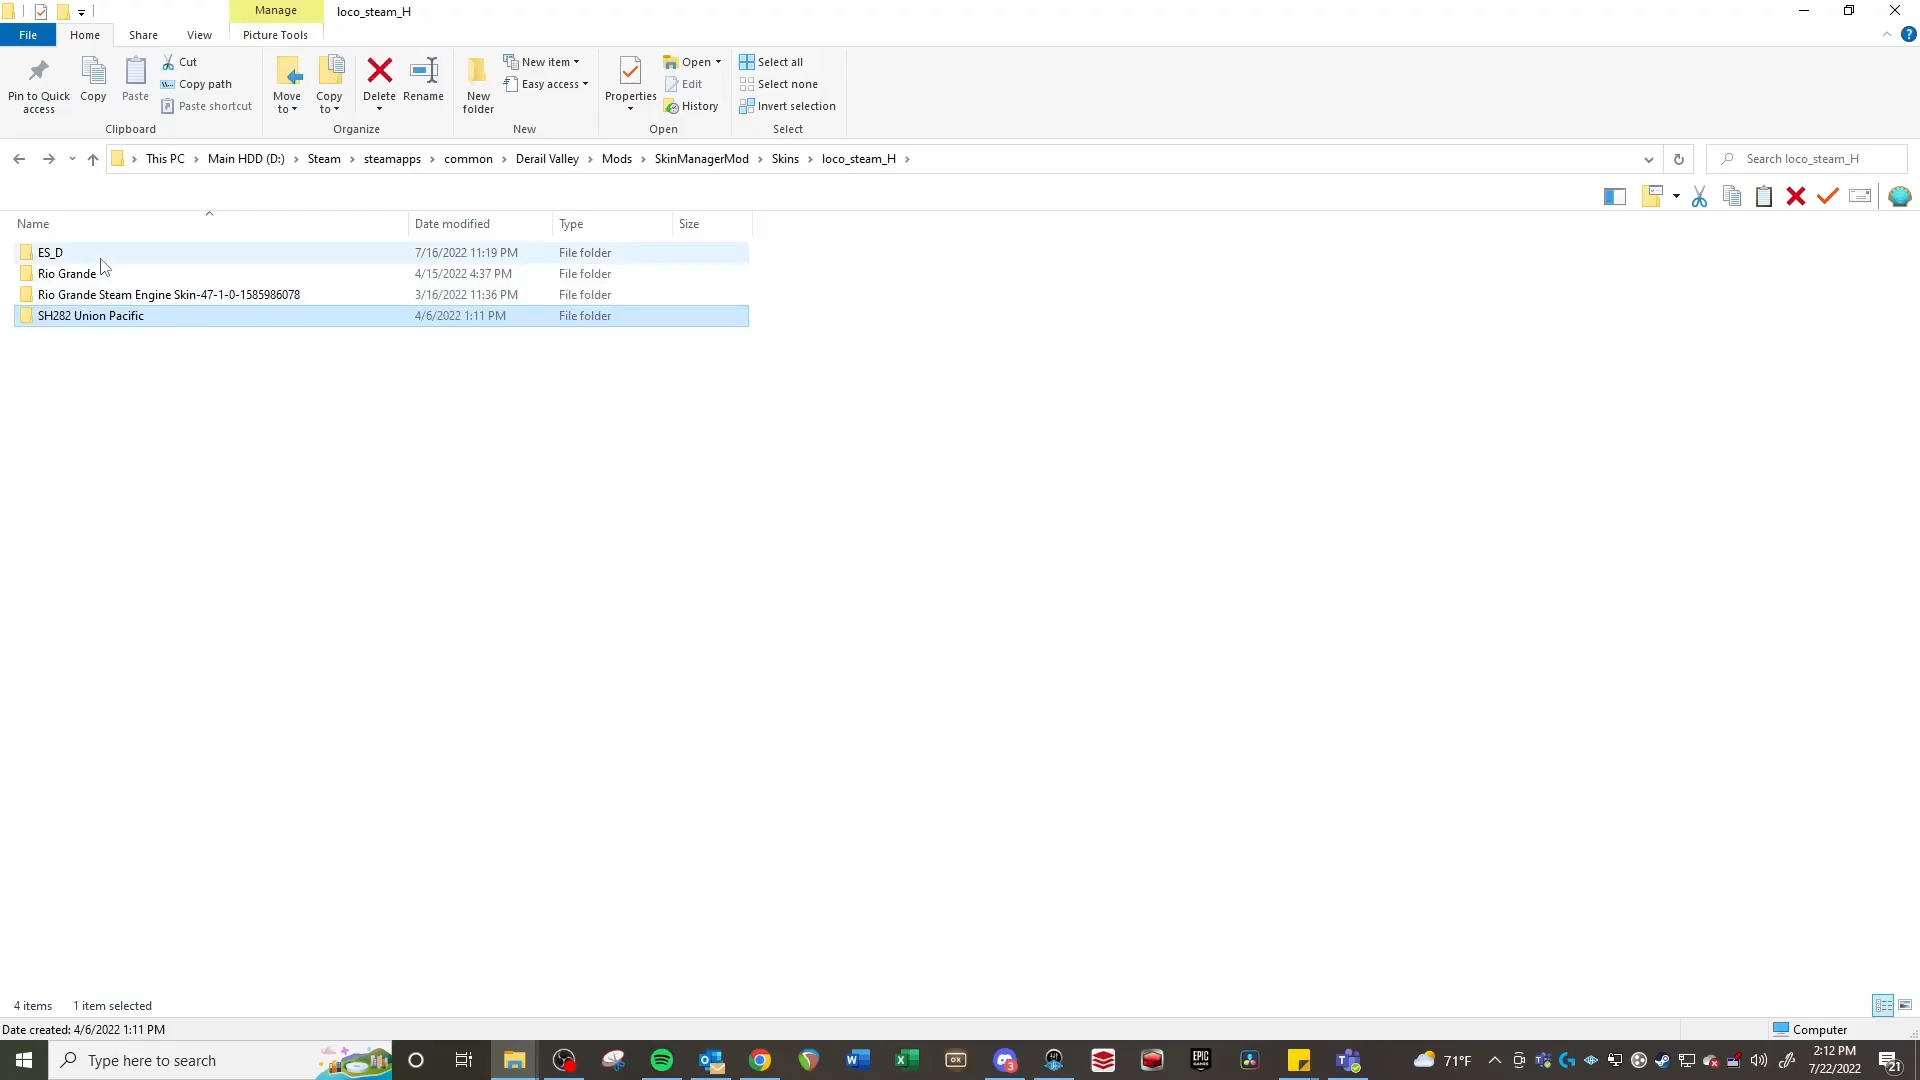 Manage
loco_steam_H
File
Home
Share
View
Picture Tools
Pin to Quick
access
Copy
Paste
Cut
Copy path
Paste shortcut
Clipboard
Move
to
Copy
to
Delete
Rename
Organize
New
folder
New item
Easy access
New
Properties
Open
Edit
History
Open
Select all
Select none
Invert selection
Select
This PC
Main HDD (D:)
Steam
steamapps
common
Derail Valley
Mods
SkinManagerMod
Skins
loco_steam_H
Search loco_steam_H
Name
Date modified
Type
Size
ES_D
7/16/2022 11:19 PM
File folder
Rio Grande
4/15/2022 4:37 PM
File folder
Rio Grande Steam Engine Skin-47-1-0-1585986078
3/16/2022 11:36 PM
File folder
SH282 Union Pacific
4/6/2022 1:11 PM
File folder
4 items
1 item selected
Date created: 4/6/2022 1:11 PM
Computer
Type here to search
OX
3
EPIC
GAMES
71°F
2:12 PM
7/22/2022
21